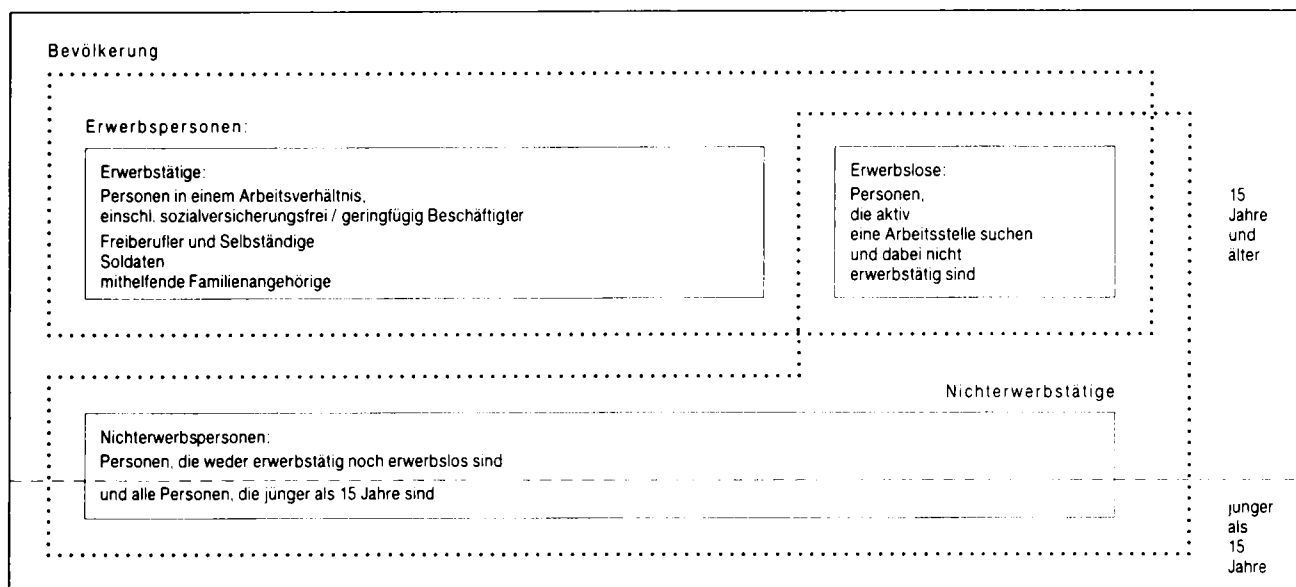 Bevölkerung
Erwerbspersonen:
Erwerbstätige:
Personen in einem Arbeitsverhältnis,
einschl. sozialversicherungsfrei / geringfügig Beschäftigter
Freiberufler und Selbständige
Soldaten
mithelfende Familienangehörige
Erwerbslose:
Personen,
die aktiv
eine Arbeitsstelle suchen
und dabei nicht
erwerbstätig sind
15
Jahre
und
älter
Nichterwerbstätige
Nichterwerbspersonen:
Personen, die weder erwerbstätig noch erwerbslos sind
und alle Personen, die jünger als 15 Jahre sind
junger
als
15
Jahre